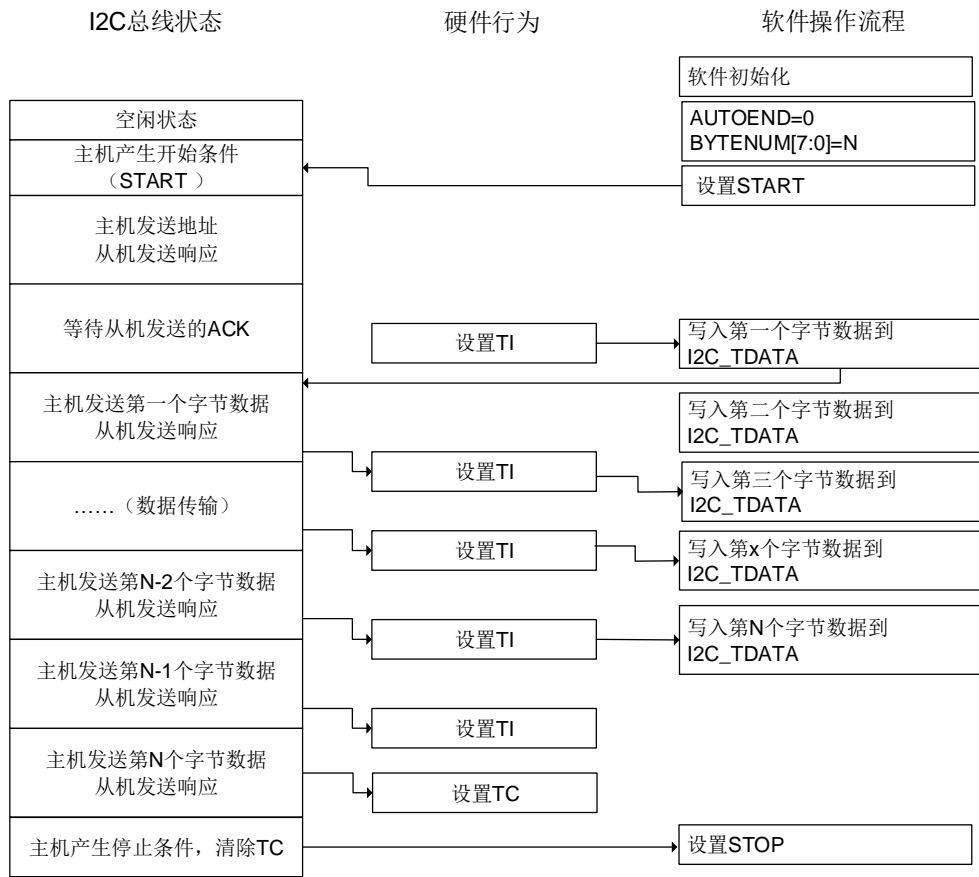 I2C总线状态
硬件行为
软件操作流程
软件初始化
空闲状态
AUTOEND=0
BYTENUM[7:0]=N
主机产生开始条件
（START ）
设置START
主机发送地址
从机发送响应
等待从机发送的ACK
设置TI
写入第一个字节数据到
I2C_TDATA
主机发送第一个字节数据
从机发送响应
写入第二个字节数据到
I2C_TDATA
设置TI
写入第三个字节数据到
I2C_TDATA
……（数据传输）
设置TI
写入第x个字节数据到
I2C_TDATA
主机发送第N-2个字节数据
从机发送响应
设置TI
写入第N个字节数据到
I2C_TDATA
主机发送第N-1个字节数据
从机发送响应
设置TI
主机发送第N个字节数据
从机发送响应
设置TC
主机产生停止条件，清除TC
设置STOP